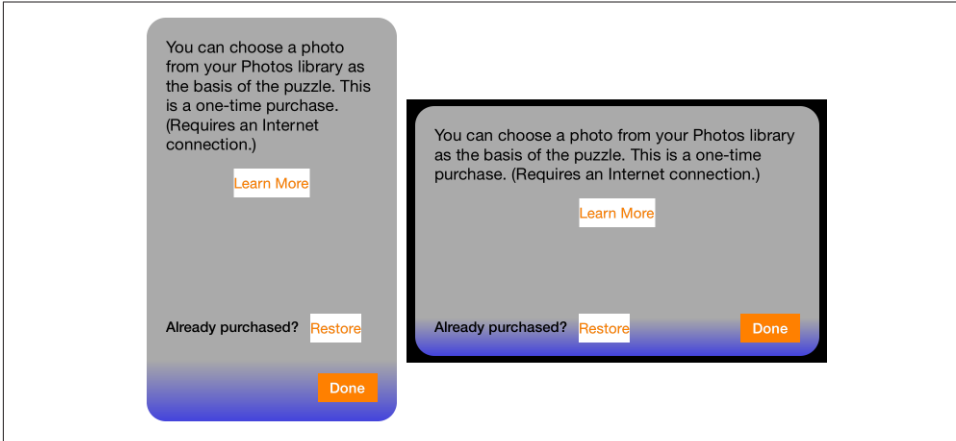 You can choose a photo
from your Photos library as
the basis of the puzzle. This
is a one-time purchase.
(Requires an Internet
connection.)
Learn More
Already purchased? Restore
Done
You can choose a photo from your Photos library
as the basis of the puzzle. This is a one-time
purchase. (Requires an Internet connection.)
Learn More
Already purchased? Restore Done